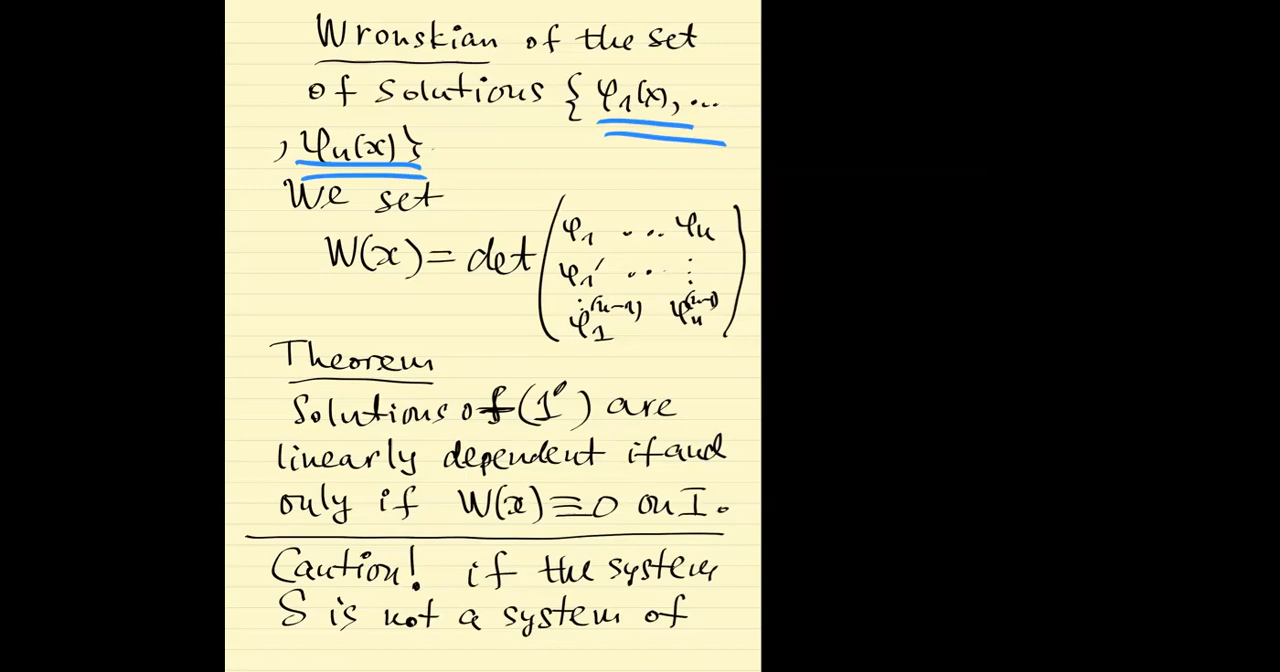 Wronskian of the set
of solutions { φ₁(x), ...
, φₙ(x)}
We set
W(x) = det ( φ₁ ... φₙ
φ₁′ ... ⋮
⋮ φ₁⁽ⁿ⁻¹⁾ φₙ⁽ⁿ⁻¹⁾ )
Theorem
Solutions of (1′) are
linearly dependent if and
only if W(x) ≡ 0 on I.
Caution! if the system
S is not a system of